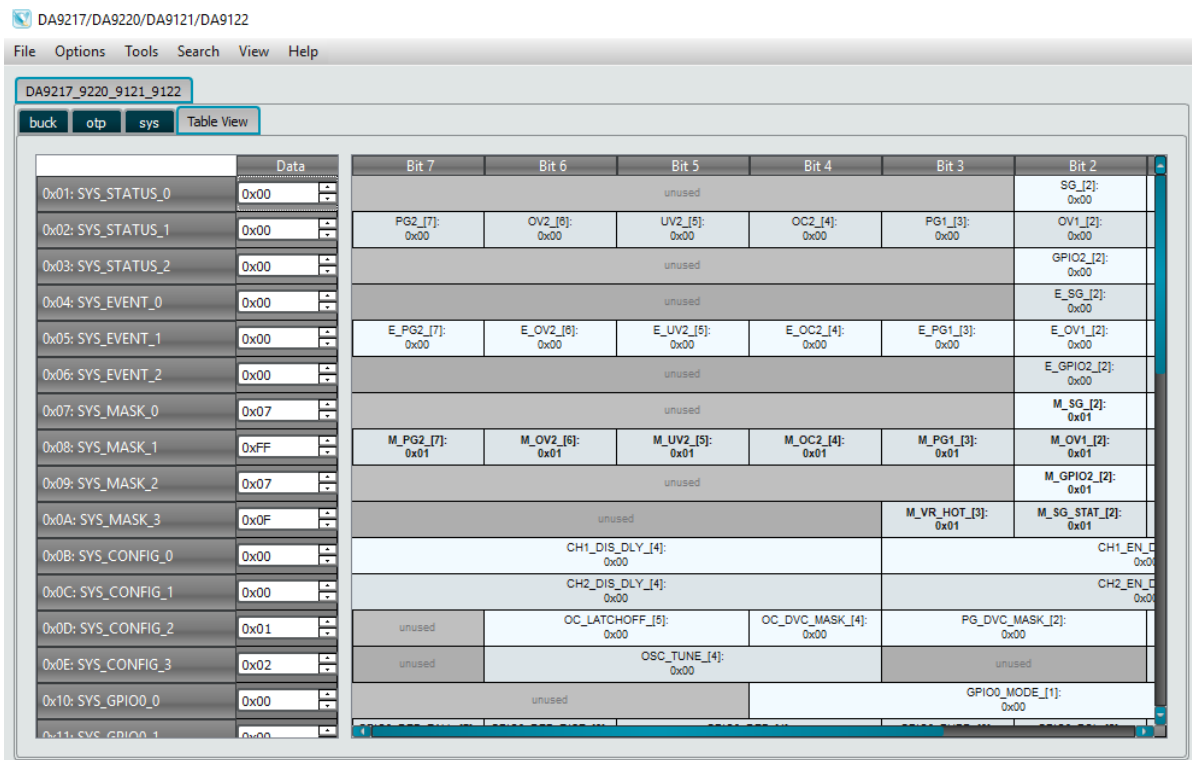 DA9217/DA9220/DA9121/DA9122
File Options Tools Search View Help
DA9217_9220_9121_9122
buck otp sys Table View
Data Bit 7 Bit 6 Bit 5 Bit 4 Bit 3 Bit 2
0x01: SYS_STATUS_0 0x00 unused SG_[2]: 0x00
0x02: SYS_STATUS_1 0x00 PG2_[7]: 0x00 OV2_[6]: 0x00 UV2_[5]: 0x00 OC2_[4]: 0x00 PG1_[3]: 0x00 OV1_[2]: 0x00
0x03: SYS_STATUS_2 0x00 unused GPIO2_[2]: 0x00
0x04: SYS_EVENT_0 0x00 unused E_SG_[2]: 0x00
0x05: SYS_EVENT_1 0x00 E_PG2_[7]: 0x00 E_OV2_[6]: 0x00 E_UV2_[5]: 0x00 E_OC2_[4]: 0x00 E_PG1_[3]: 0x00 E_OV1_[2]: 0x00
0x06: SYS_EVENT_2 0x00 unused E_GPIO2_[2]: 0x00
0x07: SYS_MASK_0 0x07 unused M_SG_[2]: 0x01
0x08: SYS_MASK_1 0xFF M_PG2_[7]: 0x01 M_OV2_[6]: 0x01 M_UV2_[5]: 0x01 M_OC2_[4]: 0x01 M_PG1_[3]: 0x01 M_OV1_[2]: 0x01
0x09: SYS_MASK_2 0x07 unused M_GPIO2_[2]: 0x01
0x0A: SYS_MASK_3 0x0F unused M_VR_HOT_[3]: 0x01 M_SG_STAT_[2]: 0x01
0x0B: SYS_CONFIG_0 0x00 CH1_DIS_DLY_[4]: 0x00 CH1_EN_
0x0C: SYS_CONFIG_1 0x00 CH2_DIS_DLY_[4]: 0x00 CH2_EN_
0x0D: SYS_CONFIG_2 0x01 unused OC_LATCHOFF_[5]: 0x00 OC_DVC_MASK_[4]: 0x00 PG_DVC_MASK_[2]: 0x00
0x0E: SYS_CONFIG_3 0x02 unused OSC_TUNE_[4]: 0x00 unused
0x10: SYS_GPIO0_0 0x00 unused GPIO0_MODE_[1]: 0x00
0x11: SYS_GPIO0_1 0x00